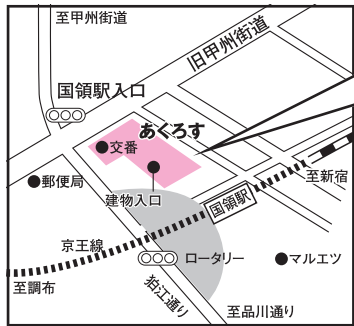 至甲州街道
旧甲州街道
国領駅入口
あくろす
交番
郵便局
建物入口
国領駅
至新宿
京王線
ロータリー
マルエツ
至調布
狛江通り
至品川通り